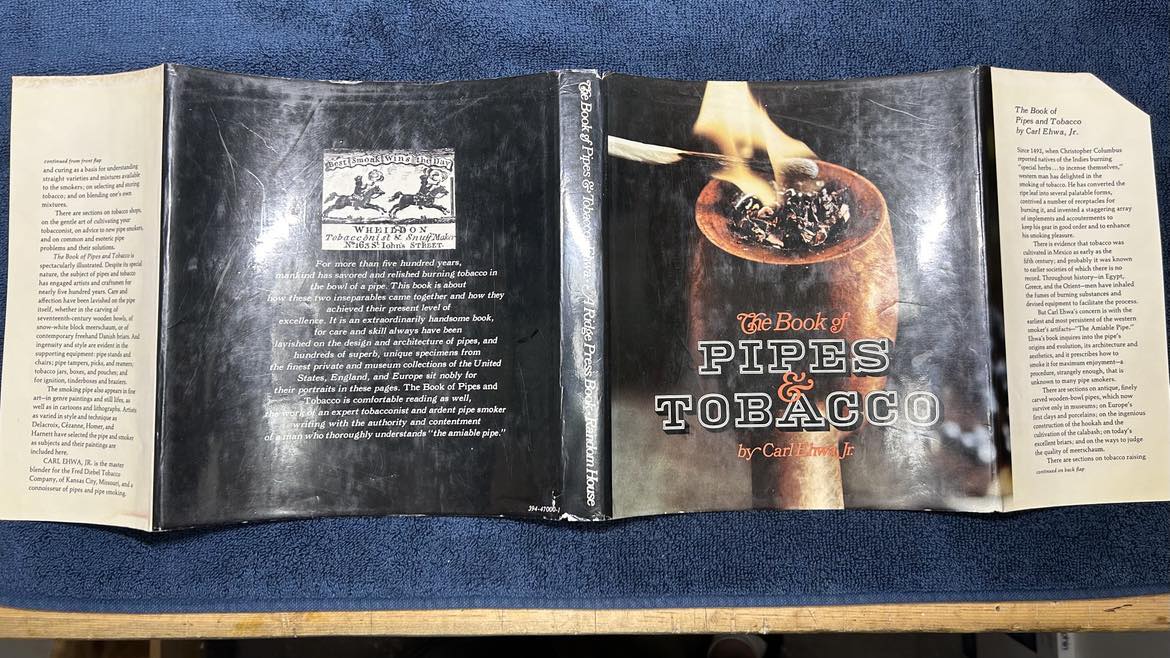 continued from front flap
and curing as a basis for understanding
straight varieties and mixtures available
to the smokers; on selecting and storing
tobacco; and on blending one's own
mixtures.
There are sections on tobacco shops,
on the gentle art of cultivating your
tobacconist, on advice to new pipe smokers,
and on common and esoteric pipe
problems and their solutions.
The Book of Pipes and Tobacco is
spectacularly illustrated. Despite its special
nature, the subject of pipes and tobacco
has engaged artists and craftsmen for
nearly five hundred years. Care and
affection have been lavished on the pipe
itself, whether in the carving of
seventeenth-century wooden bowls, of
snow-white block meerschaum, or of
contemporary freehand Danish briars. And
ingenuity and style are evident in the
supporting equipment: pipe stands and
chairs; pipe tampers, picks, and reamers;
tobacco jars, boxes, and pouches; and
for ignition, tinderboxes and braziers.
The smoking pipe also appears in fine
art—in genre paintings and still lifes, as
well as in cartoons and lithographs. Artists
as varied in style and technique as
Delacroix, Cézanne, Homer, and
Harnett have selected the pipe and smoker
as subjects and their paintings are
included here.
CARL EHWA, JR. is the master
blender for the Fred Diebel Tobacco
Company, of Kansas City, Missouri, and a
connoisseur of pipes and pipe smoking.
Best Smoak Wins the Day
WHEILDON
Tobacconist & Snuff Maker
No. 163 St. Iohn's STREET.
For more than five hundred years,
mankind has savored and relished burning tobacco in
the bowl of a pipe. This book is about
how these two inseparables came together and how they
achieved their present level of
excellence. It is an extraordinarily handsome book,
for care and skill always have been
lavished on the design and architecture of pipes, and
hundreds of superb, unique specimens from
the finest private and museum collections of the United
States, England, and Europe sit nobly for
their portraits in these pages. The Book of Pipes and
Tobacco is comfortable reading as well,
the work of an expert tobacconist and ardent pipe smoker
writing with the authority and contentment
of a man who thoroughly understands "the amiable pipe."
394-47000-1
The Book of Pipes & Tobacco A Ridge Press Book/Random House
The Book of
PIPES
&
TOBACCO
by Carl Ehwa, Jr.
The Book of
Pipes and Tobacco
by Carl Ehwa, Jr.
Since 1492, when Christopher Columbus
reported natives of the Indies burning
"special herbs...to incense themselves,"
western man has delighted in the
smoking of tobacco. He has converted the
ripe leaf into several palatable forms,
contrived a number of receptacles for
burning it, and invented a staggering array
of implements and accouterments to
keep his gear in good order and to enhance
his smoking pleasure.
There is evidence that tobacco was
cultivated in Mexico as early as the
fifth century; and probably it was known
to earlier societies of which there is no
record. Throughout history—in Egypt,
Greece, and the Orient—men have inhaled
the fumes of burning substances and
devised equipment to facilitate the process.
But Carl Ehwa's concern is with the
earliest and most persistent of the western
smoker's artifacts—"The Amiable Pipe."
Ehwa's book inquires into the pipe's
origins and evolution, its architecture and
aesthetics, and it prescribes how to
smoke it for maximum enjoyment—a
procedure, strangely enough, that is
unknown to many pipe smokers.
There are sections on antique, finely
carved wooden-bowl pipes, which now
survive only in museums; on Europe's
first clays and porcelains; on the ingenious
construction of the hookah and the
cultivation of the calabash; on today's
excellent briars; and on the ways to judge
the quality of meerschaum.
There are sections on tobacco raising
continued on back flap